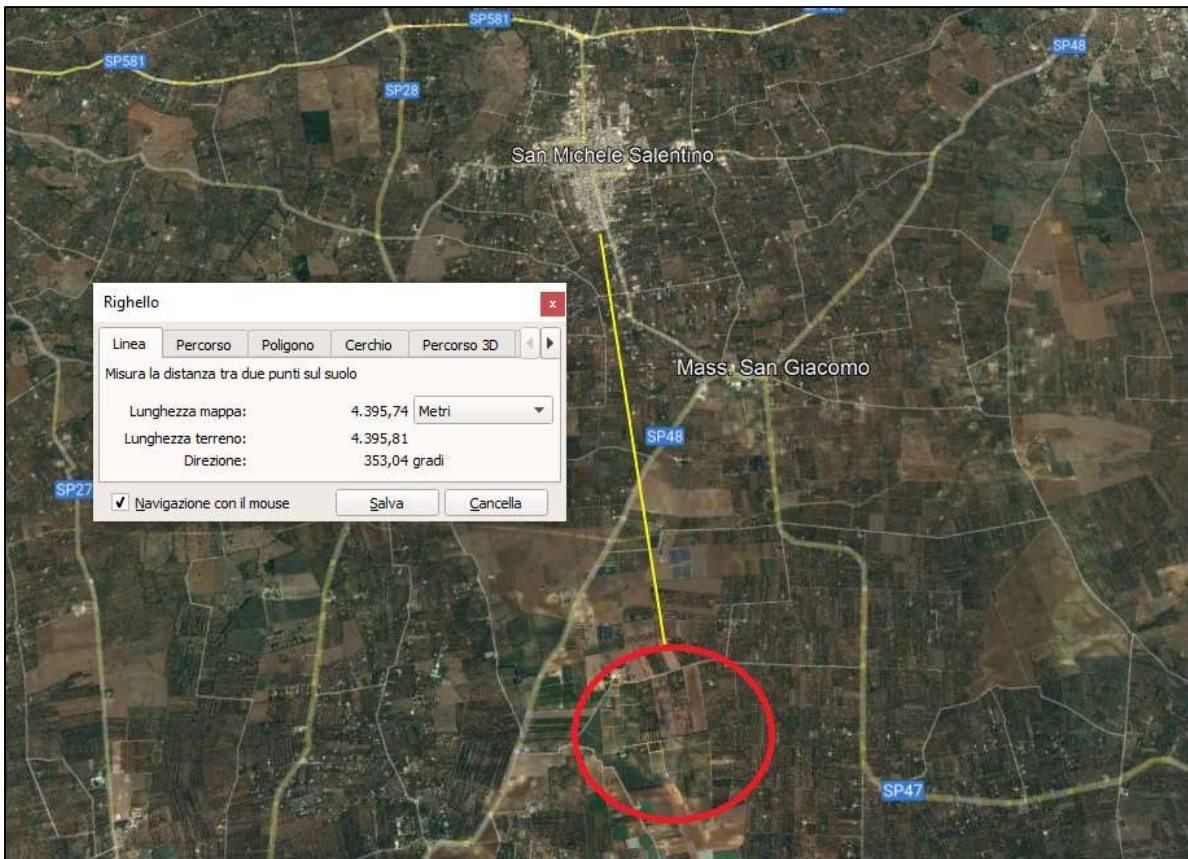 SP581
SP581
SP48
SP28
San Michele Salentino
Righello
x
Linea Percorso Poligono Cerchio Percorso 3D
Misura la distanza tra due punti sul suolo
Lunghezza mappa: 4.395,74 Metri
Lunghezza terreno: 4.395,81
Direzione: 353,04 gradi
Navigazione con il mouse Salva Cancella
Mass. San Giacomo
SP48
SP27
SP47